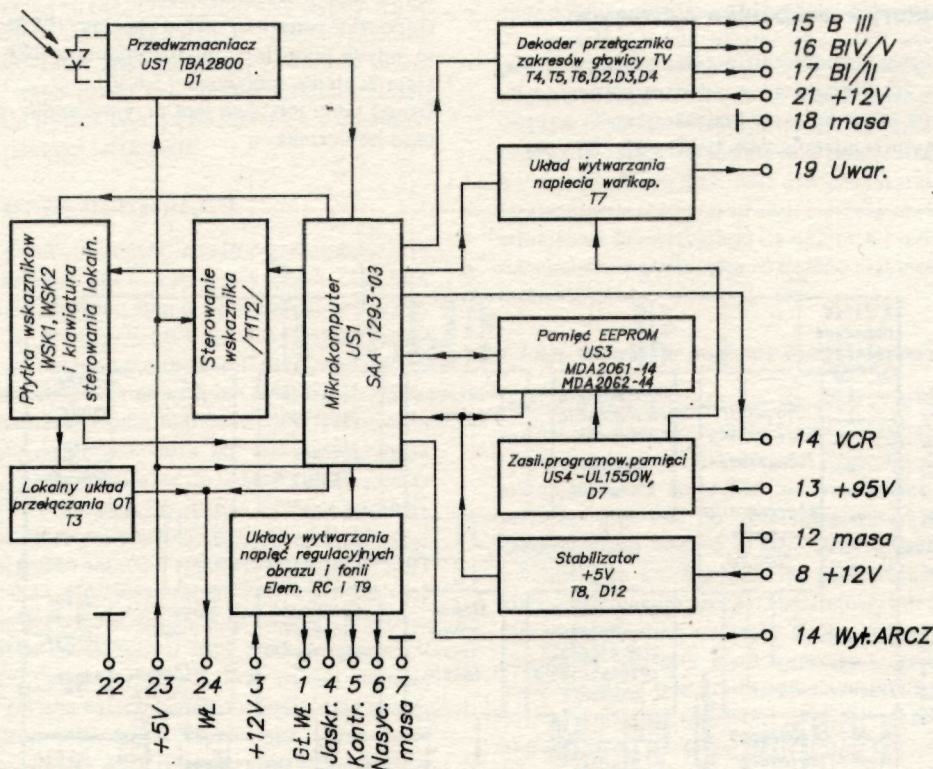 Przedwzmacniacz
US1 TBA2800
D1
Dekoder przełącznika
zakresów głowicy TV
T4,T5,T6,D2,D3,D4
15 B III
16 BIV/V
17 BI/II
21 +12V
18 masa
Układ wytwarzania
napiecia warikap.
T7
19 Uwar.
Płytka wskaznikow
WSK1, WSK2
i klawiatura
sterowania lokaln.
Sterowanie
wskaznika
/T1T2/
Mikrokomputer
US1
SAA 1293-03
Pamięć EEPROM
US3
MDA2061-14
MDA2062-44
14 VCR
Zasil.programow.pamięci
US4-UL1550W,
D7
13 +95V
Lokalny układ
przełączania OT
T3
12 masa
Układy wytwarzania
napięć regulacyjnych
obrazu i fonii
Elem. RC i T9
Stabilizator
+5V
T8, D12
8 +12V
14 Wył.ARCZ
22
23
+5V
24
WŁ
3
+12V
1
GŁ.WŁ
4
Jaskr.
5
Kontr.
6
Nasyc.
7
masa